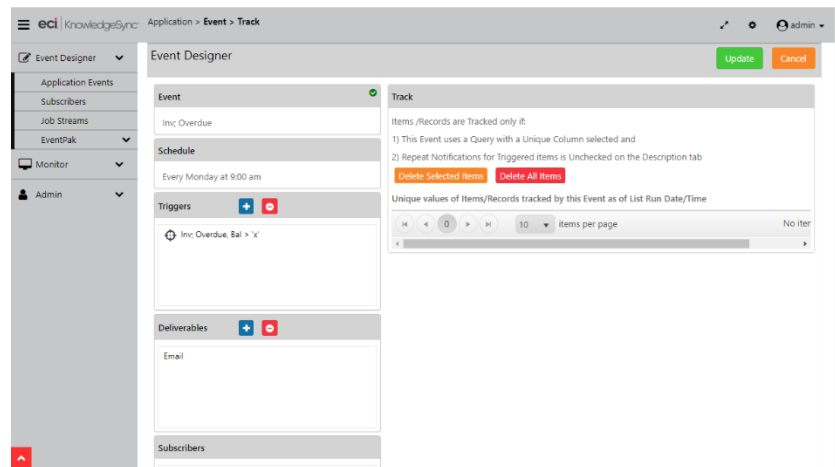 eci KnowledgeSync
Application > Event > Track
admin
Event Designer
Application Events
Subscribers
Job Streams
EventPak
Monitor
Admin
Event Designer
Update
Cancel
Event
Inv; Overdue
Schedule
Every Monday at 9:00 am
Triggers
Inv; Overdue, Bal > 'x'
Deliverables
Email
Subscribers
Track
Items /Records are Tracked only if:
1) This Event uses a Query with a Unique Column selected and
2) Repeat Notifications for Triggered items is Unchecked on the Description tab
Delete Selected Items Delete All Items
Unique values of Items/Records tracked by this Event as of List Run Date/Time
0 10 items per page No iter